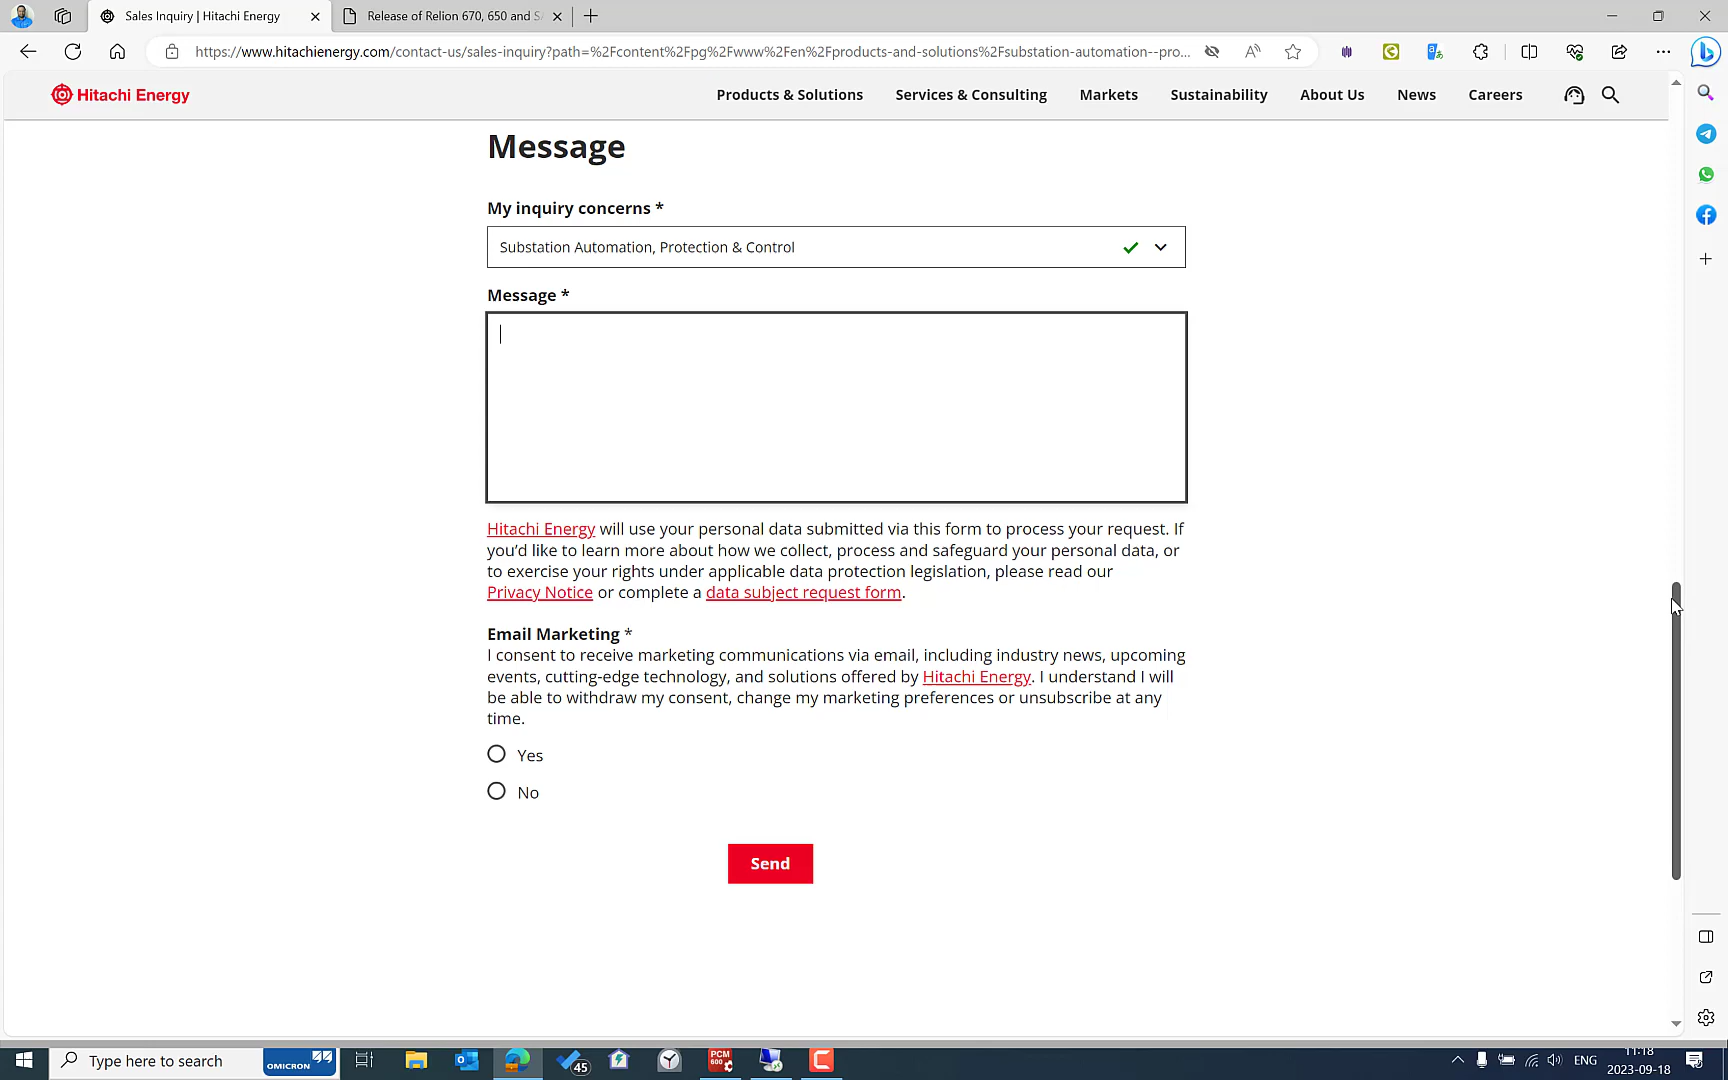 Sales Inquiry | Hitachi Energy
Release of Relion 670, 650 and S
https://www.hitachienergy.com/contact-us/sales-inquiry?path=%2Fcontent%2Fpg%2Fwww%2Fen%2Fproducts-and-solutions%2Fsubstation-automation--pro...
Hitachi Energy
Products & Solutions
Services & Consulting
Markets
Sustainability
About Us
News
Careers
Message
My inquiry concerns *
Substation Automation, Protection & Control
Message *
Hitachi Energy will use your personal data submitted via this form to process your request. If
you’d like to learn more about how we collect, process and safeguard your personal data, or
to exercise your rights under applicable data protection legislation, please read our
Privacy Notice or complete a data subject request form.
Email Marketing *
I consent to receive marketing communications via email, including industry news, upcoming
events, cutting-edge technology, and solutions offered by Hitachi Energy. I understand I will
be able to withdraw my consent, change my marketing preferences or unsubscribe at any
time.
Yes
No
Send
Type here to search
OMICRON
45
PCM
600
ENG
11:18
2023-09-18